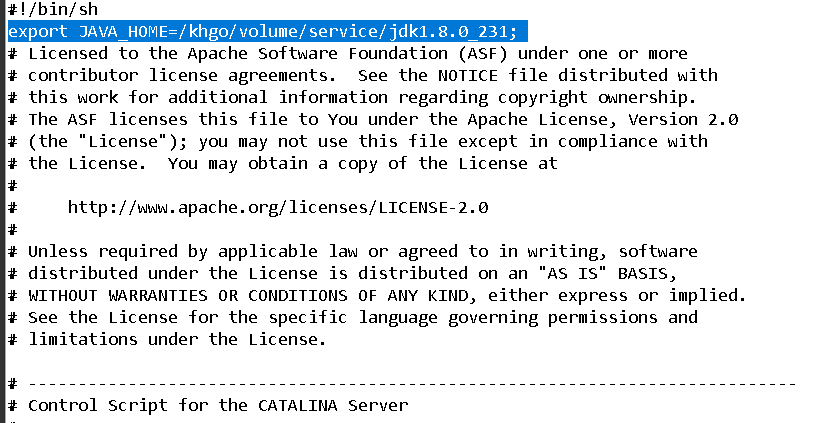 #!/bin/sh
export JAVA_HOME=/khgo/volume/service/jdk1.8.0_231;
# Licensed to the Apache Software Foundation (ASF) under one or more
# contributor license agreements.  See the NOTICE file distributed with
# this work for additional information regarding copyright ownership.
# The ASF licenses this file to You under the Apache License, Version 2.0
# (the "License"); you may not use this file except in compliance with
# the License.  You may obtain a copy of the License at
#
#     http://www.apache.org/licenses/LICENSE-2.0
#
# Unless required by applicable law or agreed to in writing, software
# distributed under the License is distributed on an "AS IS" BASIS,
# WITHOUT WARRANTIES OR CONDITIONS OF ANY KIND, either express or implied.
# See the License for the specific language governing permissions and
# limitations under the License.

# -----------------------------------------------------------------------------
# Control Script for the CATALINA Server